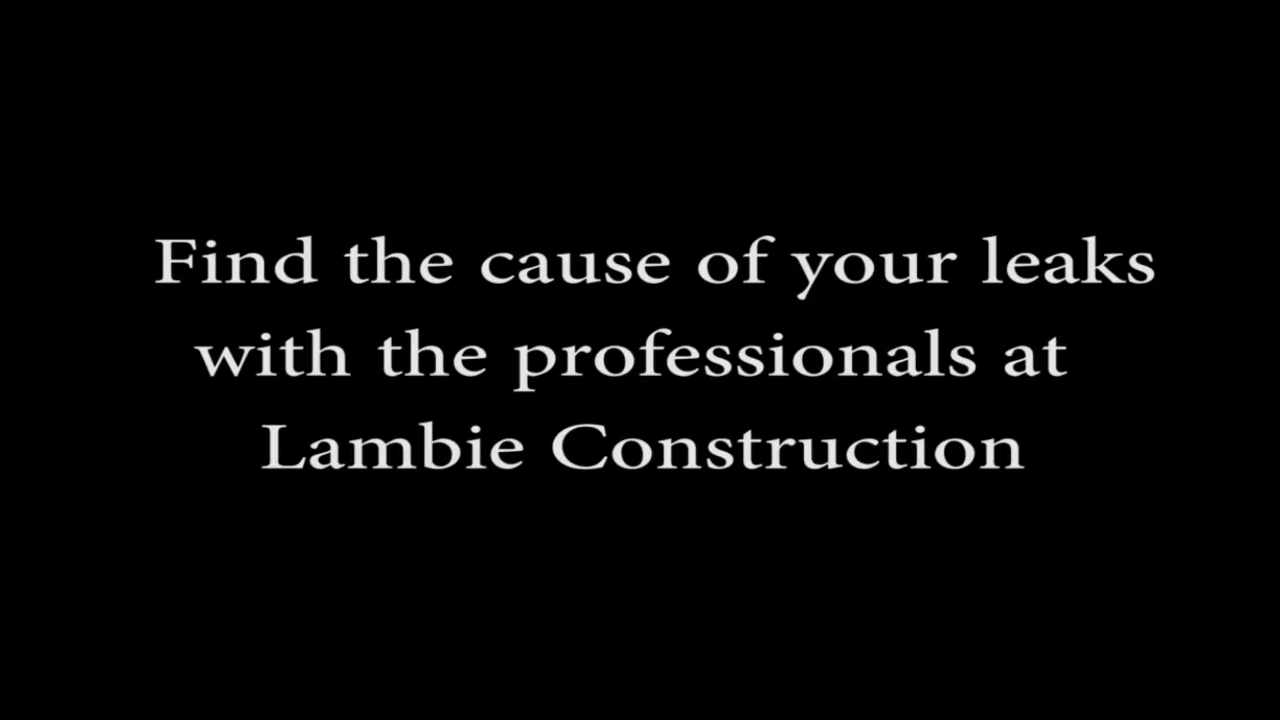 Find the cause of your leaks
with the professionals at
Lambie Construction